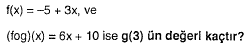 f(x) = –5 + 3x, ve
(fog)(x) = 6x + 10 ise g(3) ün değeri kaçtır?